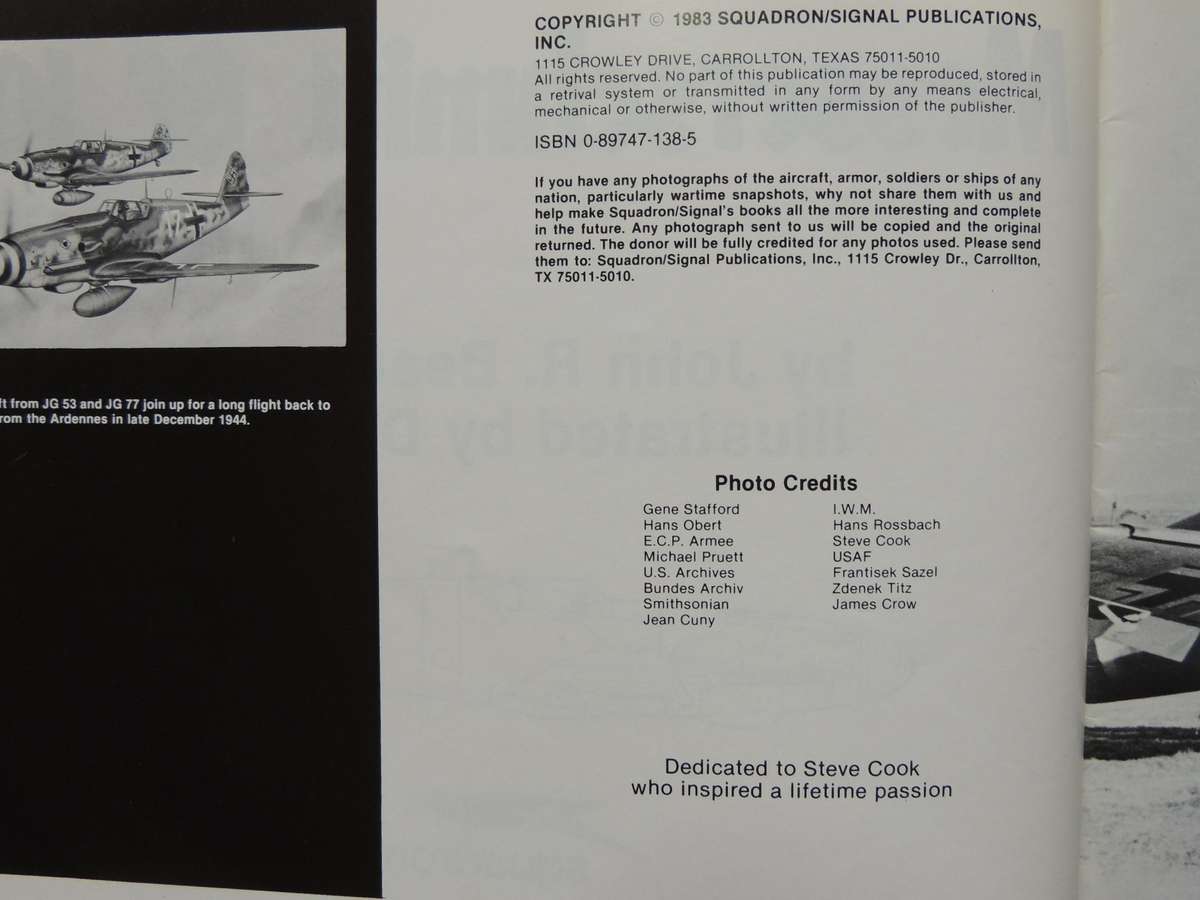 COPYRIGHT © 1983 SQUADRON/SIGNAL PUBLICATIONS,
INC.
1115 CROWLEY DRIVE, CARROLLTON, TEXAS 75011-5010
All rights reserved. No part of this publication may be reproduced, stored in
a retrival system or transmitted in any form by any means electrical,
mechanical or otherwise, without written permission of the publisher.
ISBN 0-89747-138-5
If you have any photographs of the aircraft, armor, soldiers or ships of any
nation, particularly wartime snapshots, why not share them with us and
help make Squadron/Signal's books all the more interesting and complete
in the future. Any photograph sent to us will be copied and the original
returned. The donor will be fully credited for any photos used. Please send
them to: Squadron/Signal Publications, Inc., 1115 Crowley Dr., Carrollton,
TX 75011-5010.
ft from JG 53 and JG 77 join up for a long flight back to
rom the Ardennes in late December 1944.
Photo Credits
Gene Stafford
Hans Obert
E.C.P. Armee
Michael Pruett
U.S. Archives
Bundes Archiv
Smithsonian
Jean Cuny
I.W.M.
Hans Rossbach
Steve Cook
USAF
Frantisek Sazel
Zdenek Titz
James Crow
Dedicated to Steve Cook
who inspired a lifetime passion